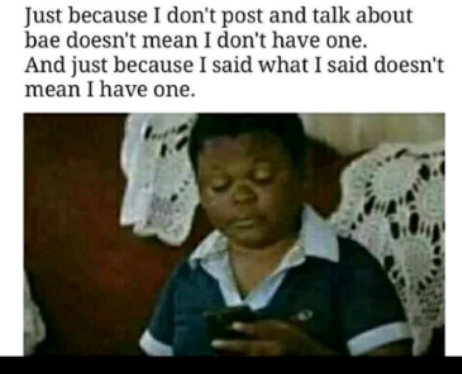 Just because I don't post and talk about
bae doesn't mean I don't have one.
And just because I said what I said doesn't
mean I have one.